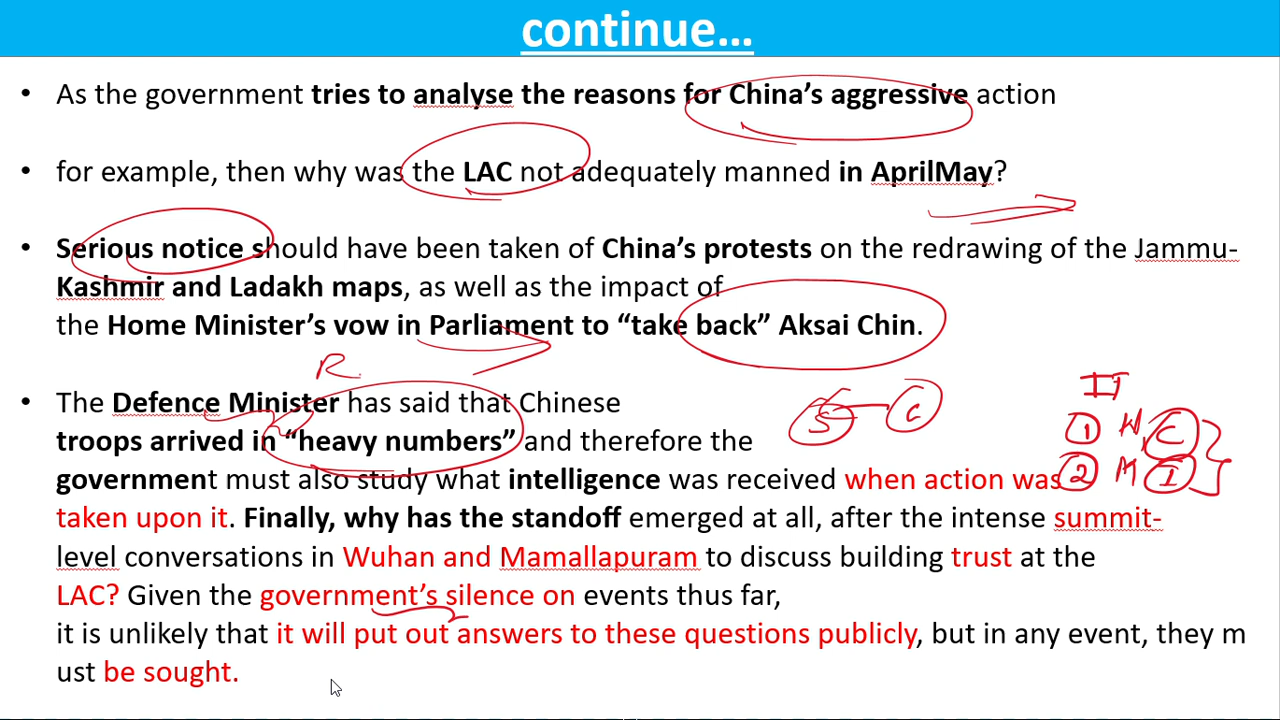 continue...
• As the government tries to analyse the reasons for China's aggressive action
• for example, then why was the LAC not adequately manned in AprilMay?
• Serious notice should have been taken of China's protests on the redrawing of the Jammu-
Kashmir and Ladakh maps, as well as the impact of
the Home Minister's vow in Parliament to “take back” Aksai Chin.
R
• The Defence Minister has said that Chinese
troops arrived in “heavy numbers” and therefore the
S C
II
1 W C
2 M I
government must also study what intelligence was received when action was
taken upon it. Finally, why has the standoff emerged at all, after the intense summit-
level conversations in Wuhan and Mamallapuram to discuss building trust at the
LAC? Given the government's silence on events thus far,
it is unlikely that it will put out answers to these questions publicly, but in any event, they m
ust be sought.